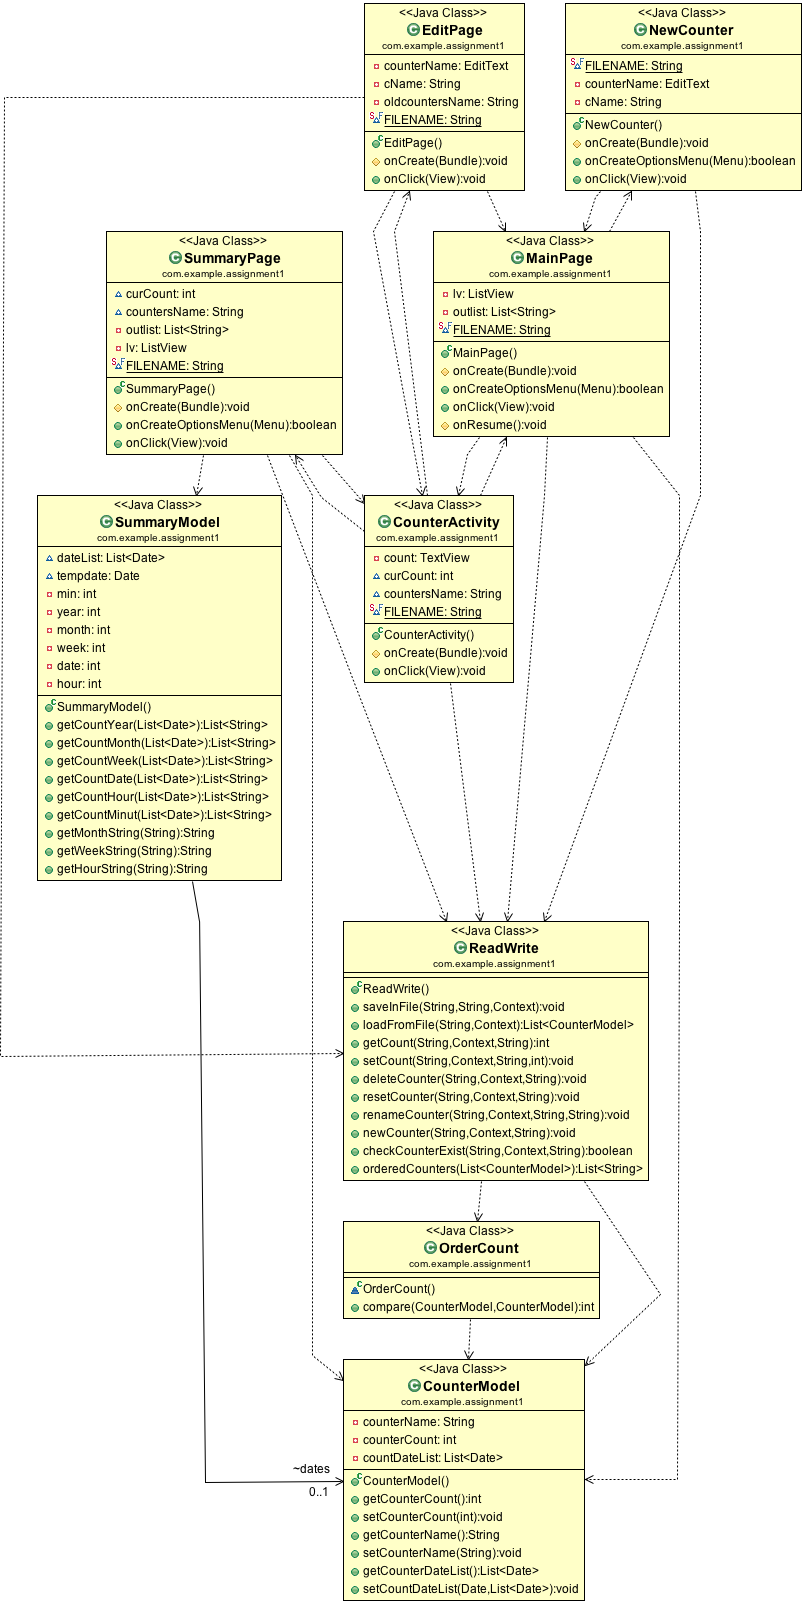 <<Java Class>>
EditPage
com.example.assignment1
counterName: EditText
cName: String
oldcountersName: String
FILENAME: String
EditPage()
onCreate(Bundle):void
onClick(View):void
<<Java Class>>
NewCounter
com.example.assignment1
FILENAME: String
counterName: EditText
cName: String
NewCounter()
onCreate(Bundle):void
onCreateOptionsMenu(Menu):boolean
onClick(View):void
<<Java Class>>
SummaryPage
com.example.assignment1
curCount: int
countersName: String
outlist: List<String>
lv: ListView
FILENAME: String
SummaryPage()
onCreate(Bundle):void
onCreateOptionsMenu(Menu):boolean
onClick(View):void
<<Java Class>>
MainPage
com.example.assignment1
lv: ListView
outlist: List<String>
FILENAME: String
MainPage()
onCreate(Bundle):void
onCreateOptionsMenu(Menu):boolean
onClick(View):void
onResume():void
<<Java Class>>
SummaryModel
com.example.assignment1
dateList: List<Date>
tempdate: Date
min: int
year: int
month: int
week: int
date: int
hour: int
SummaryModel()
getCountYear(List<Date>):List<String>
getCountMonth(List<Date>):List<String>
getCountWeek(List<Date>):List<String>
getCountDate(List<Date>):List<String>
getCountHour(List<Date>):List<String>
getCountMinut(List<Date>):List<String>
getMonthString(String):String
getWeekString(String):String
getHourString(String):String
<<Java Class>>
CounterActivity
com.example.assignment1
count: TextView
curCount: int
countersName: String
FILENAME: String
CounterActivity()
onCreate(Bundle):void
onClick(View):void
<<Java Class>>
ReadWrite
com.example.assignment1
ReadWrite()
saveInFile(String,String,Context):void
loadFromFile(String,Context):List<CounterModel>
getCount(String,Context,String):int
setCount(String,Context,String,int):void
deleteCounter(String,Context,String):void
resetCounter(String,Context,String):void
renameCounter(String,Context,String,String):void
newCounter(String,Context,String):void
checkCounterExist(String,Context,String):boolean
orderedCounters(List<CounterModel>):List<String>
<<Java Class>>
OrderCount
com.example.assignment1
OrderCount()
compare(CounterModel,CounterModel):int
<<Java Class>>
CounterModel
com.example.assignment1
counterName: String
counterCount: int
countDateList: List<Date>
~dates
0..1
CounterModel()
getCounterCount():int
setCounterCount(int):void
getCounterName():String
setCounterName(String):void
getCounterDateList():List<Date>
setCountDateList(Date,List<Date>):void